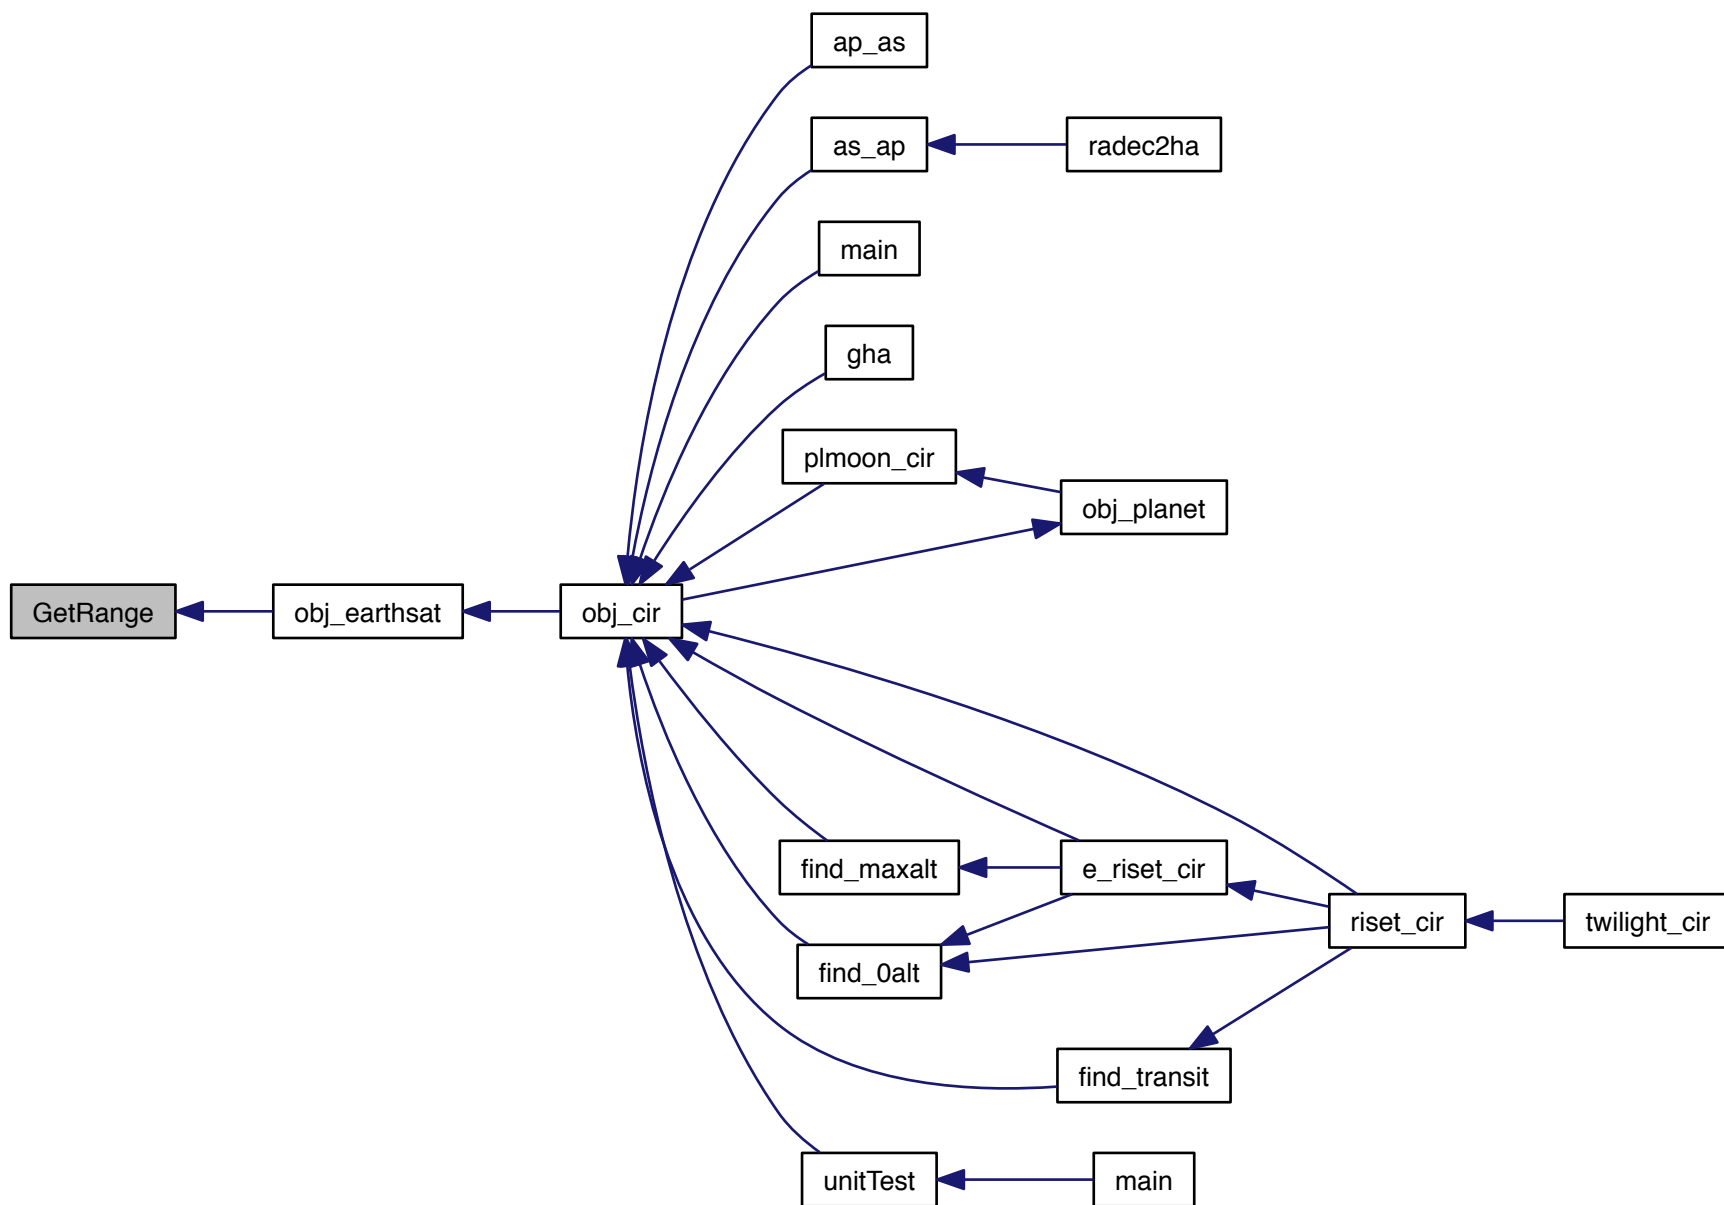 ap_as
as_ap
radec2ha
main
gha
plmoon_cir
obj_planet
GetRange
obj_earthsat
obj_cir
find_maxalt
e_riset_cir
riset_cir
twilight_cir
find_0alt
find_transit
unitTest
main